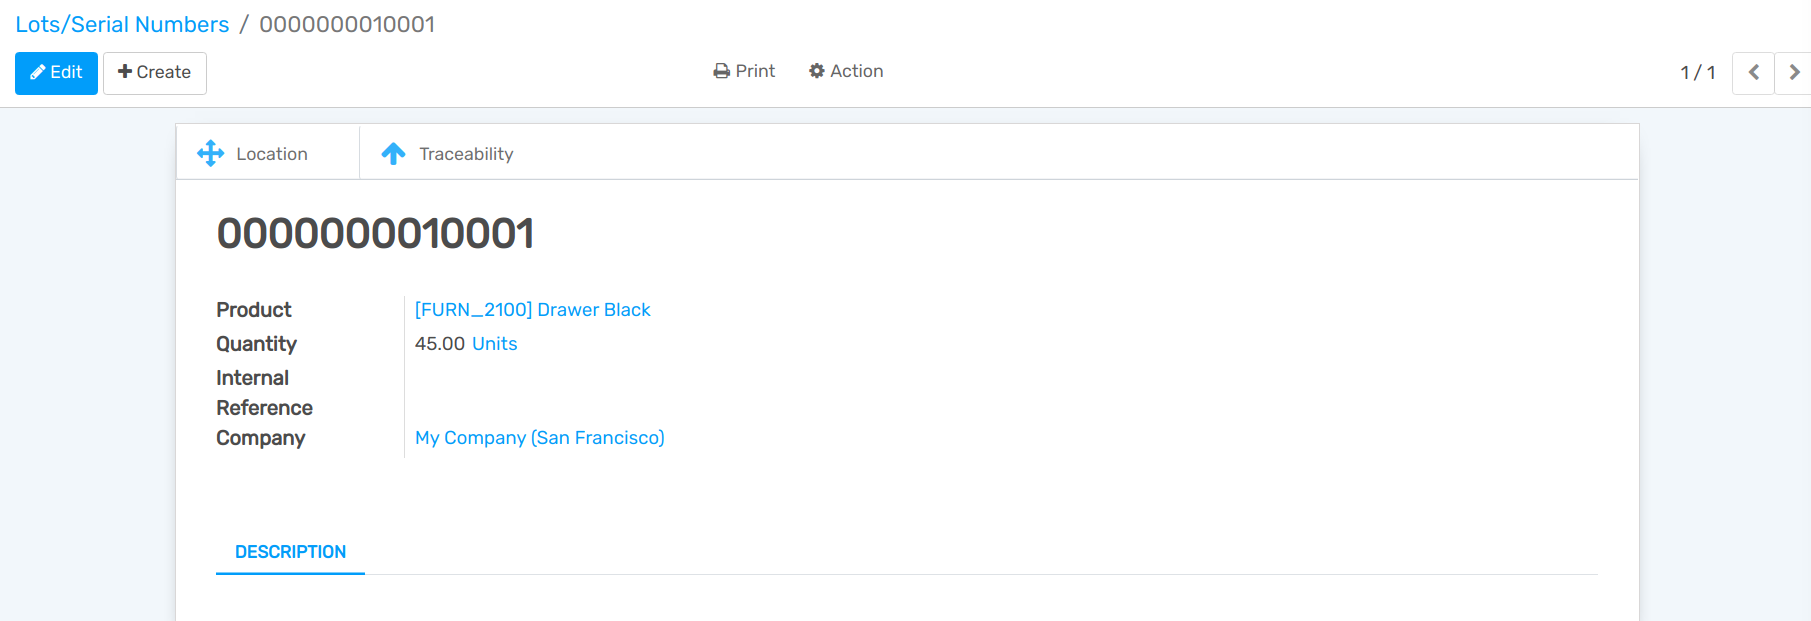 Lots/Serial Numbers / 0000000010001
Edit Create Print Action 1 / 1
Location Traceability
0000000010001
Product [FURN_2100] Drawer Black
Quantity 45.00 Units
Internal
Reference
Company My Company (San Francisco)
DESCRIPTION